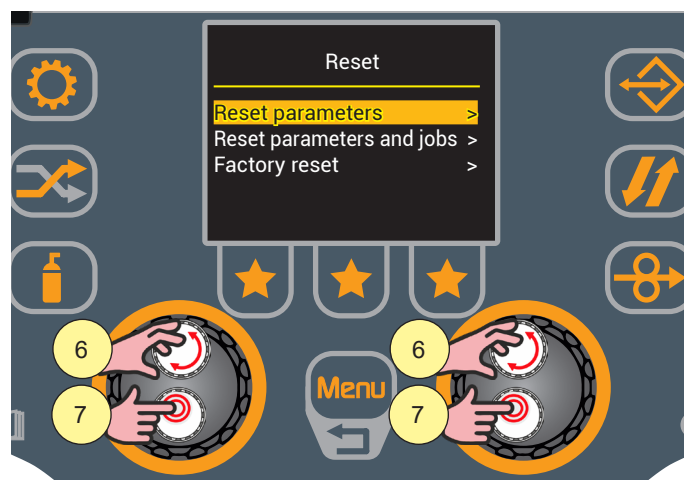 Reset
Reset parameters >
Reset parameters and jobs >
Factory reset >
6
6
7
7
Menu